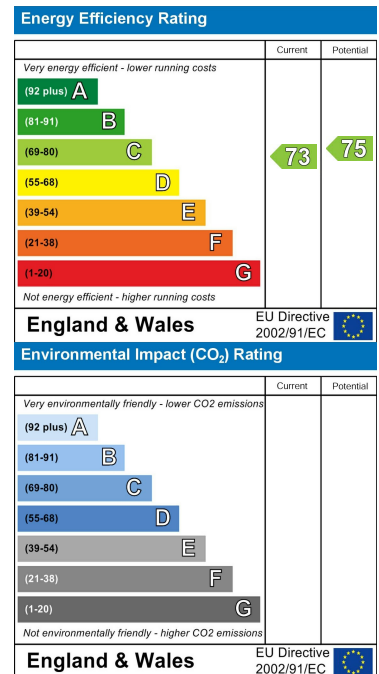 Energy Efficiency Rating
Current Potential
Very energy efficient - lower running costs
(92 plus) A
(81-91) B
(69-80) C
73 75
(55-68) D
(39-54) E
(21-38) F
(1-20) G
Not energy efficient - higher running costs
England & Wales
EU Directive
2002/91/EC
Environmental Impact (CO₂) Rating
Current Potential
Very environmentally friendly - lower CO2 emissions
(92 plus) A
(81-91) B
(69-80) C
(55-68) D
(39-54) E
(21-38) F
(1-20) G
Not environmentally friendly - higher CO2 emissions
England & Wales
EU Directive
2002/91/EC